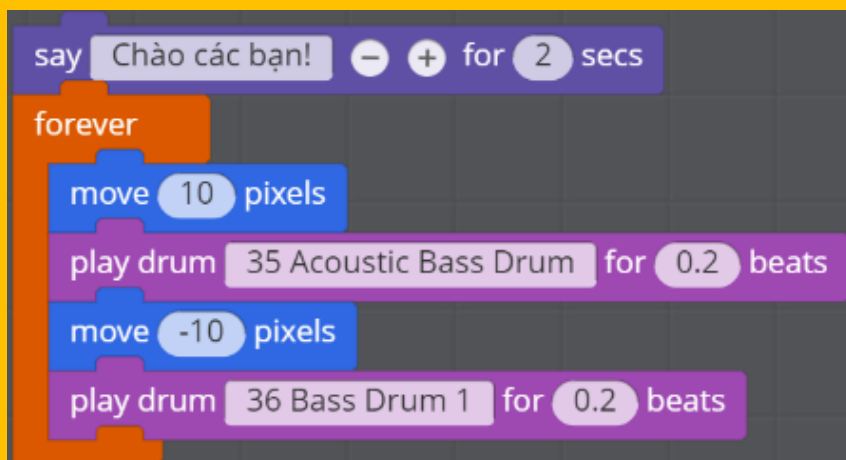 say Chào các bạn! − + for 2 secs
forever
move 10 pixels
play drum 35 Acoustic Bass Drum for 0.2 beats
move -10 pixels
play drum 36 Bass Drum 1 for 0.2 beats